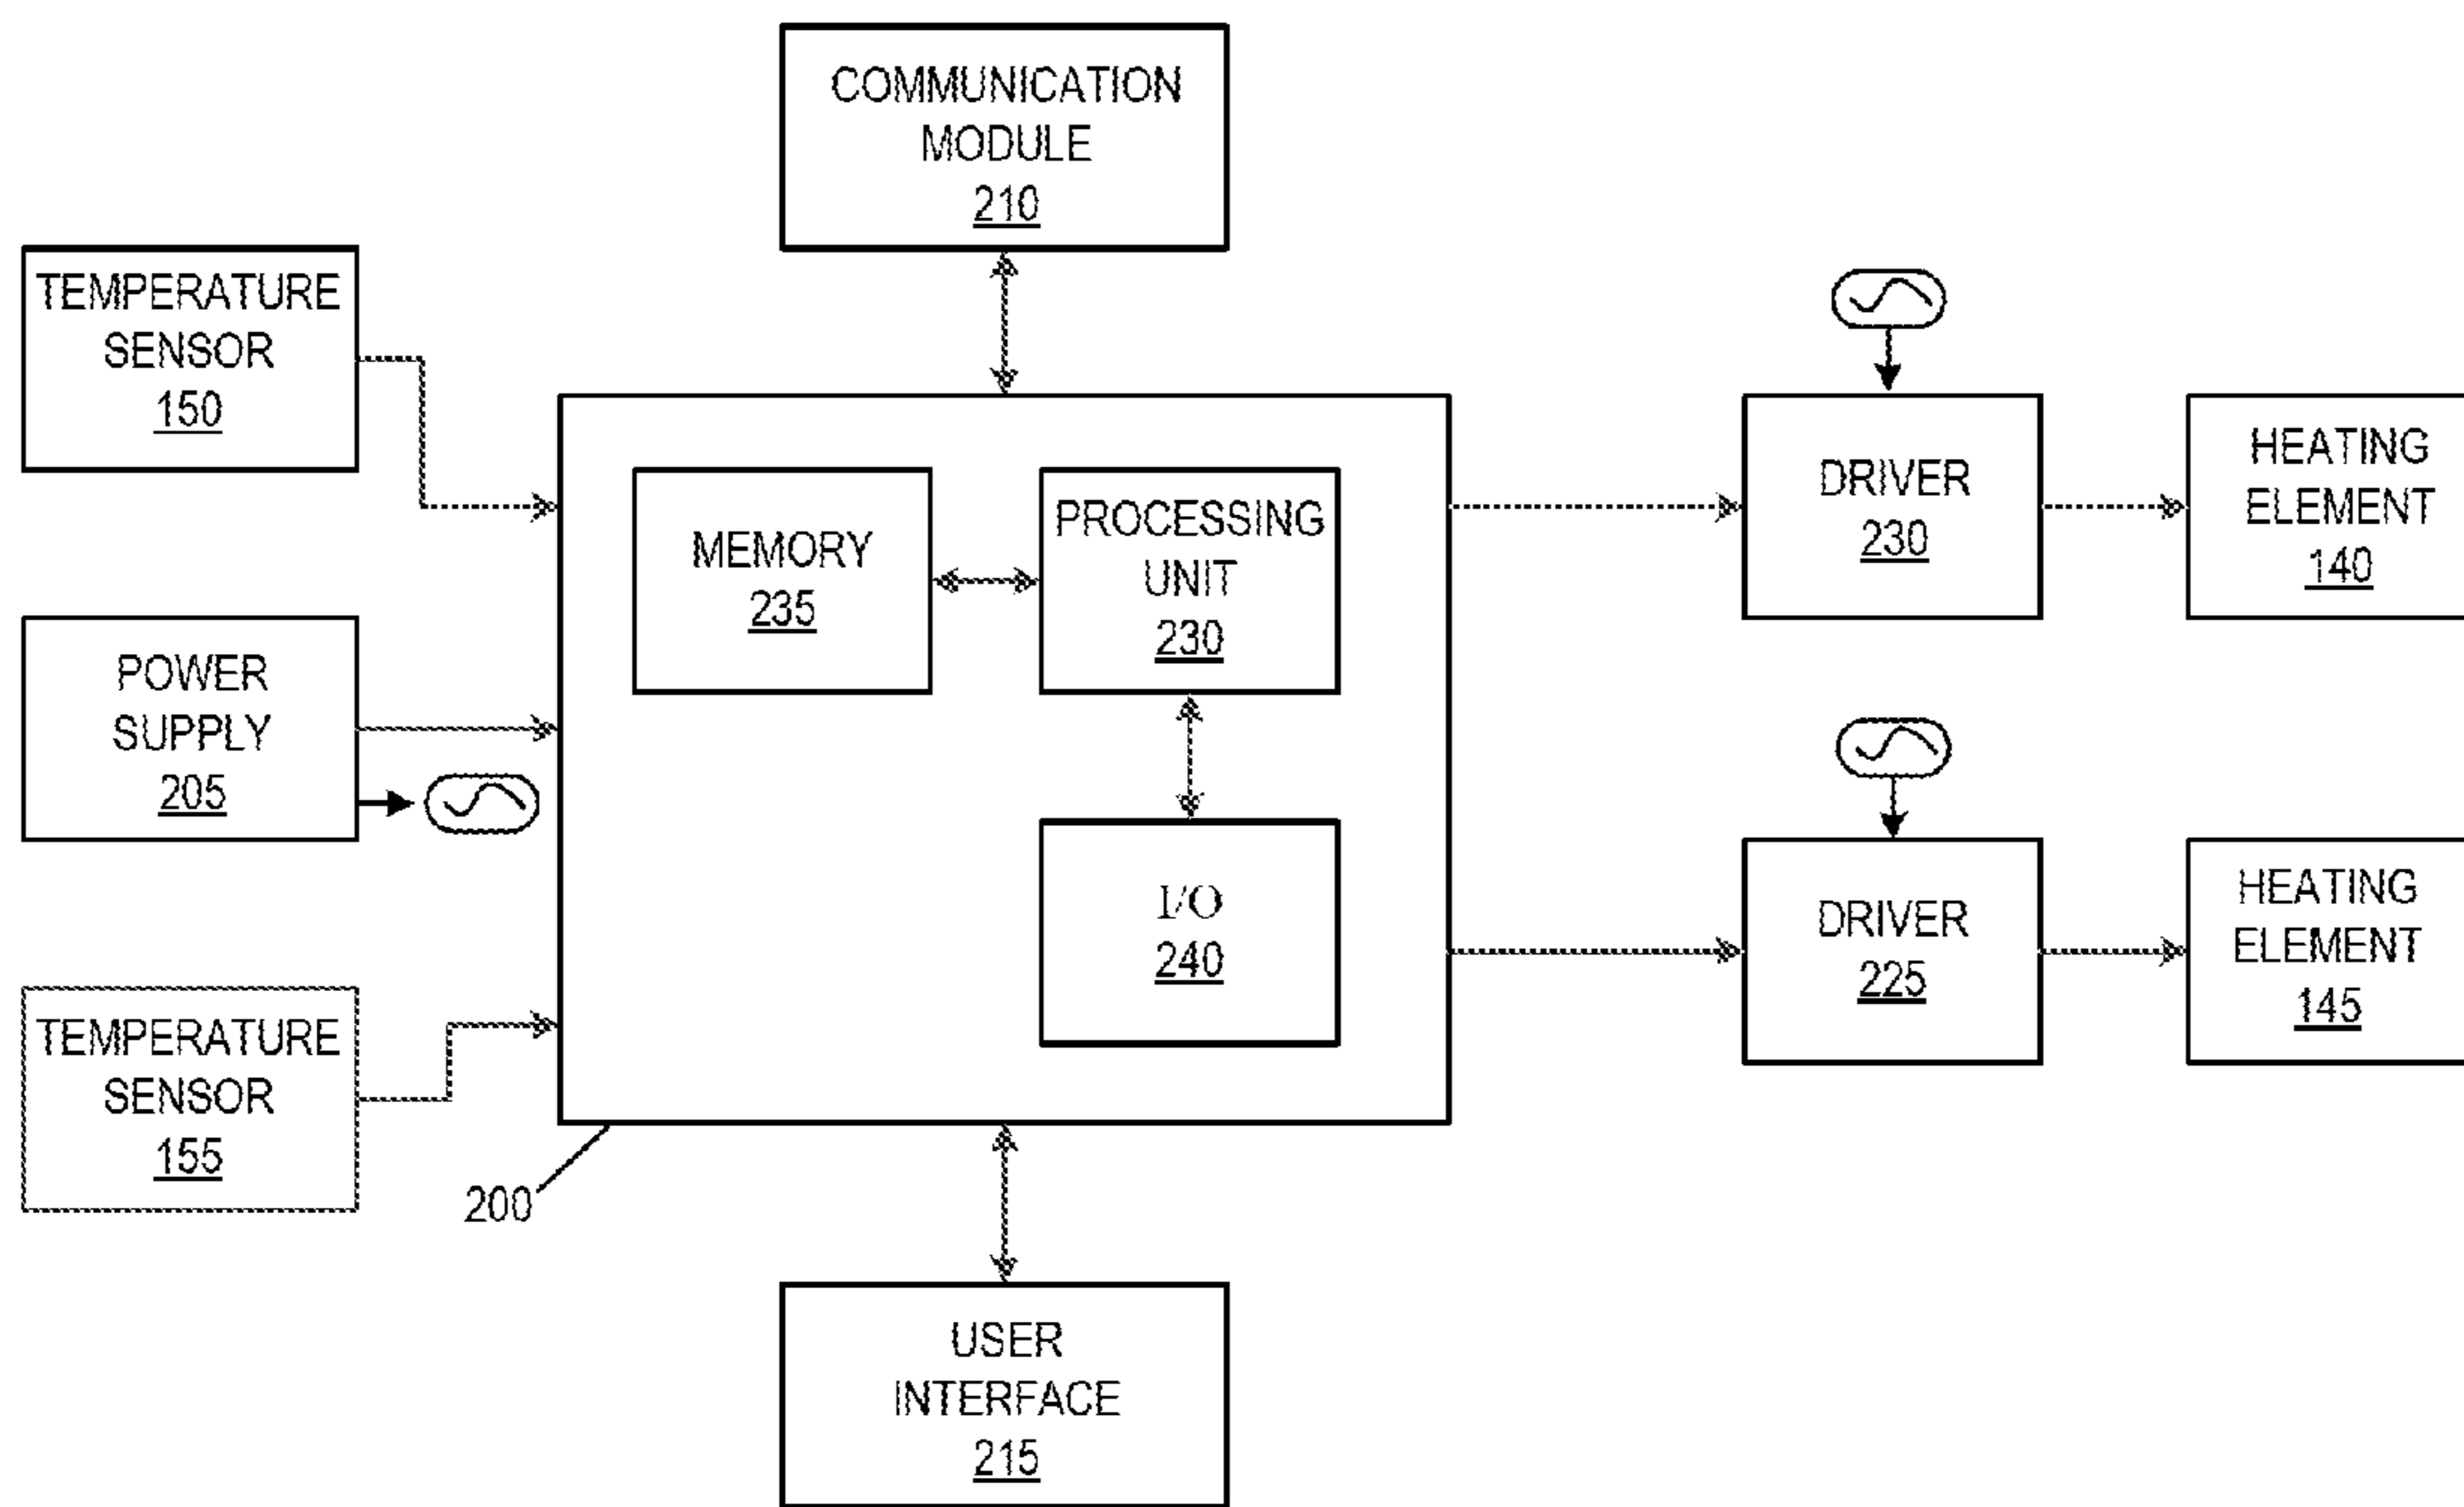 COMMUNICATION
MODULE
210
TEMPERATURE
SENSOR
150
POWER
SUPPLY
205
TEMPERATURE
SENSOR
155
MEMORY
235
PROCESSING
UNIT
230
I/O
240
200
USER
INTERFACE
215
DRIVER
230
HEATING
ELEMENT
140
DRIVER
225
HEATING
ELEMENT
145